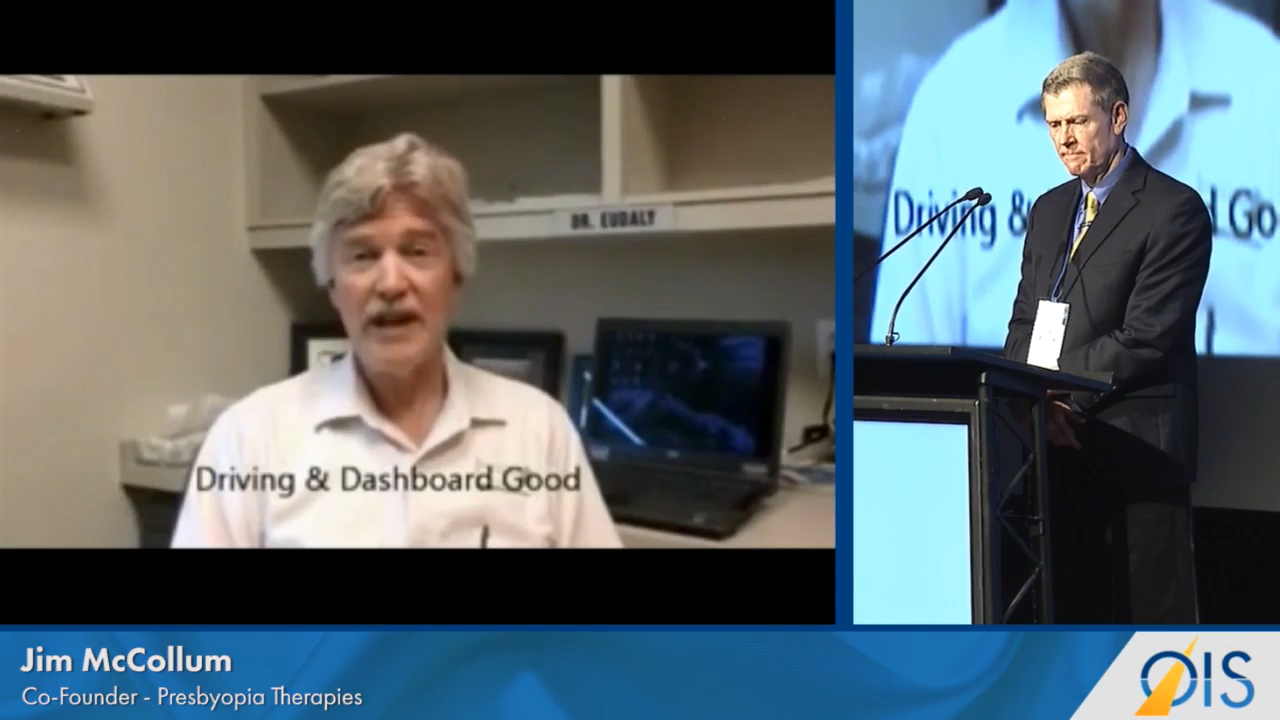 DR. EUDALY
Driving & Dashboard Good
Driving & d Go
Jim McCollum
Co-Founder - Presbyopia Therapies
OIS